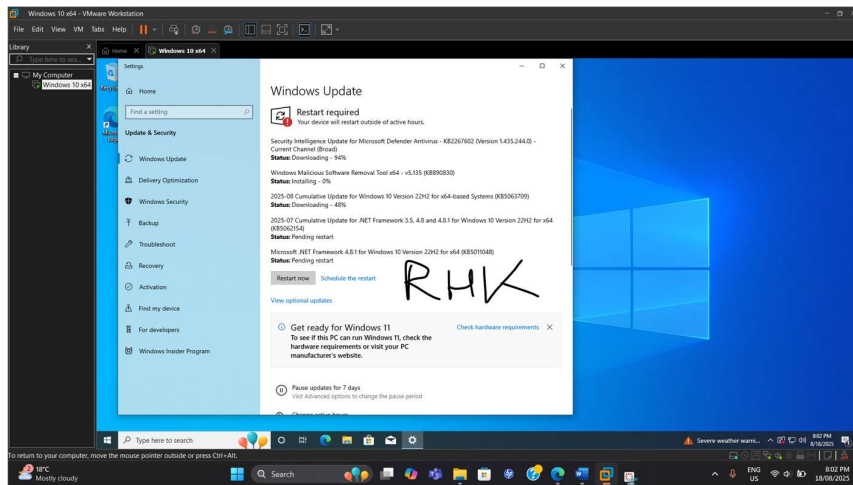 Windows 10 x64 - VMware Workstation
File Edit View VM Tabs Help
Library X
Home X Windows 10 x64 X
Type here to sea...
My Computer
Windows 10 x64
Settings
Home
Find a setting
Update & Security
Windows Update
Delivery Optimization
Windows Security
Backup
Troubleshoot
Recovery
Activation
Find my device
For developers
Windows Insider Program
Windows Update
Restart required
Your device will restart outside of active hours.
Security Intelligence Update for Microsoft Defender Antivirus - KB2267602 (Version 1.435.244.0) -
Current Channel (Broad)
Status: Downloading - 94%
Windows Malicious Software Removal Tool x64 - v5.135 (KB890830)
Status: Installing - 0%
2025-08 Cumulative Update for Windows 10 Version 22H2 for x64-based Systems (KB5063709)
Status: Downloading - 48%
2025-07 Cumulative Update for .NET Framework 3.5, 4.8 and 4.8.1 for Windows 10 Version 22H2 for x64
(KB5062154)
Status: Pending restart
Microsoft .NET Framework 4.8.1 for Windows 10 Version 22H2 for x64 (KB5011048)
Status: Pending restart
Restart now Schedule the restart
RHK
View optional updates
Get ready for Windows 11
Check hardware requirements X
To see if this PC can run Windows 11, check the
hardware requirements or visit your PC
manufacturer's website.
Pause updates for 7 days
Visit Advanced options to change the pause period
Type here to search
Severe weather warni...
8:02 PM
8/18/2025
To return to your computer, move the mouse pointer outside or press Ctrl+Alt.
18°C
Mostly cloudy
Search
ENG
US
8:02 PM
18/08/2025